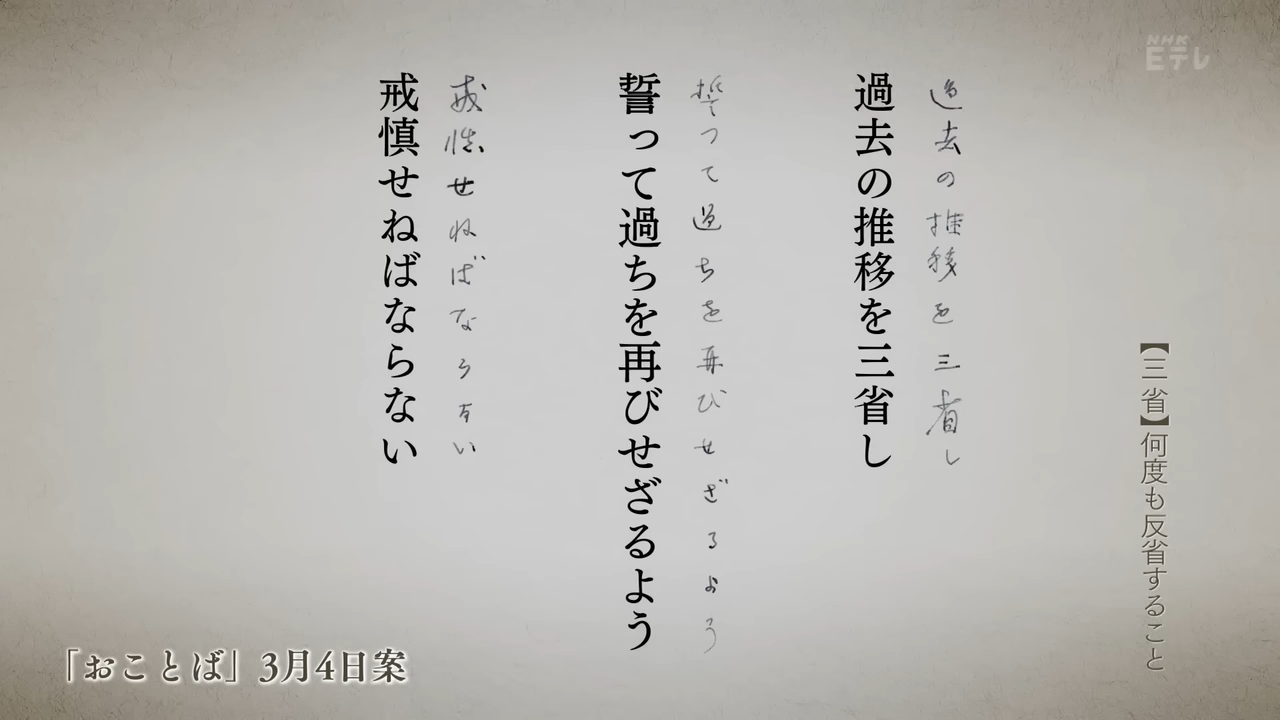 NHK
Eテレ
【三省】何度も反省すること
過去の推移を三省し
過去の推移を三省し
誓つて過ちを再びせざるよう
誓って過ちを再びせざるよう
戒愼せねばならない
戒慎せねばならない
「おことば」3月4日案